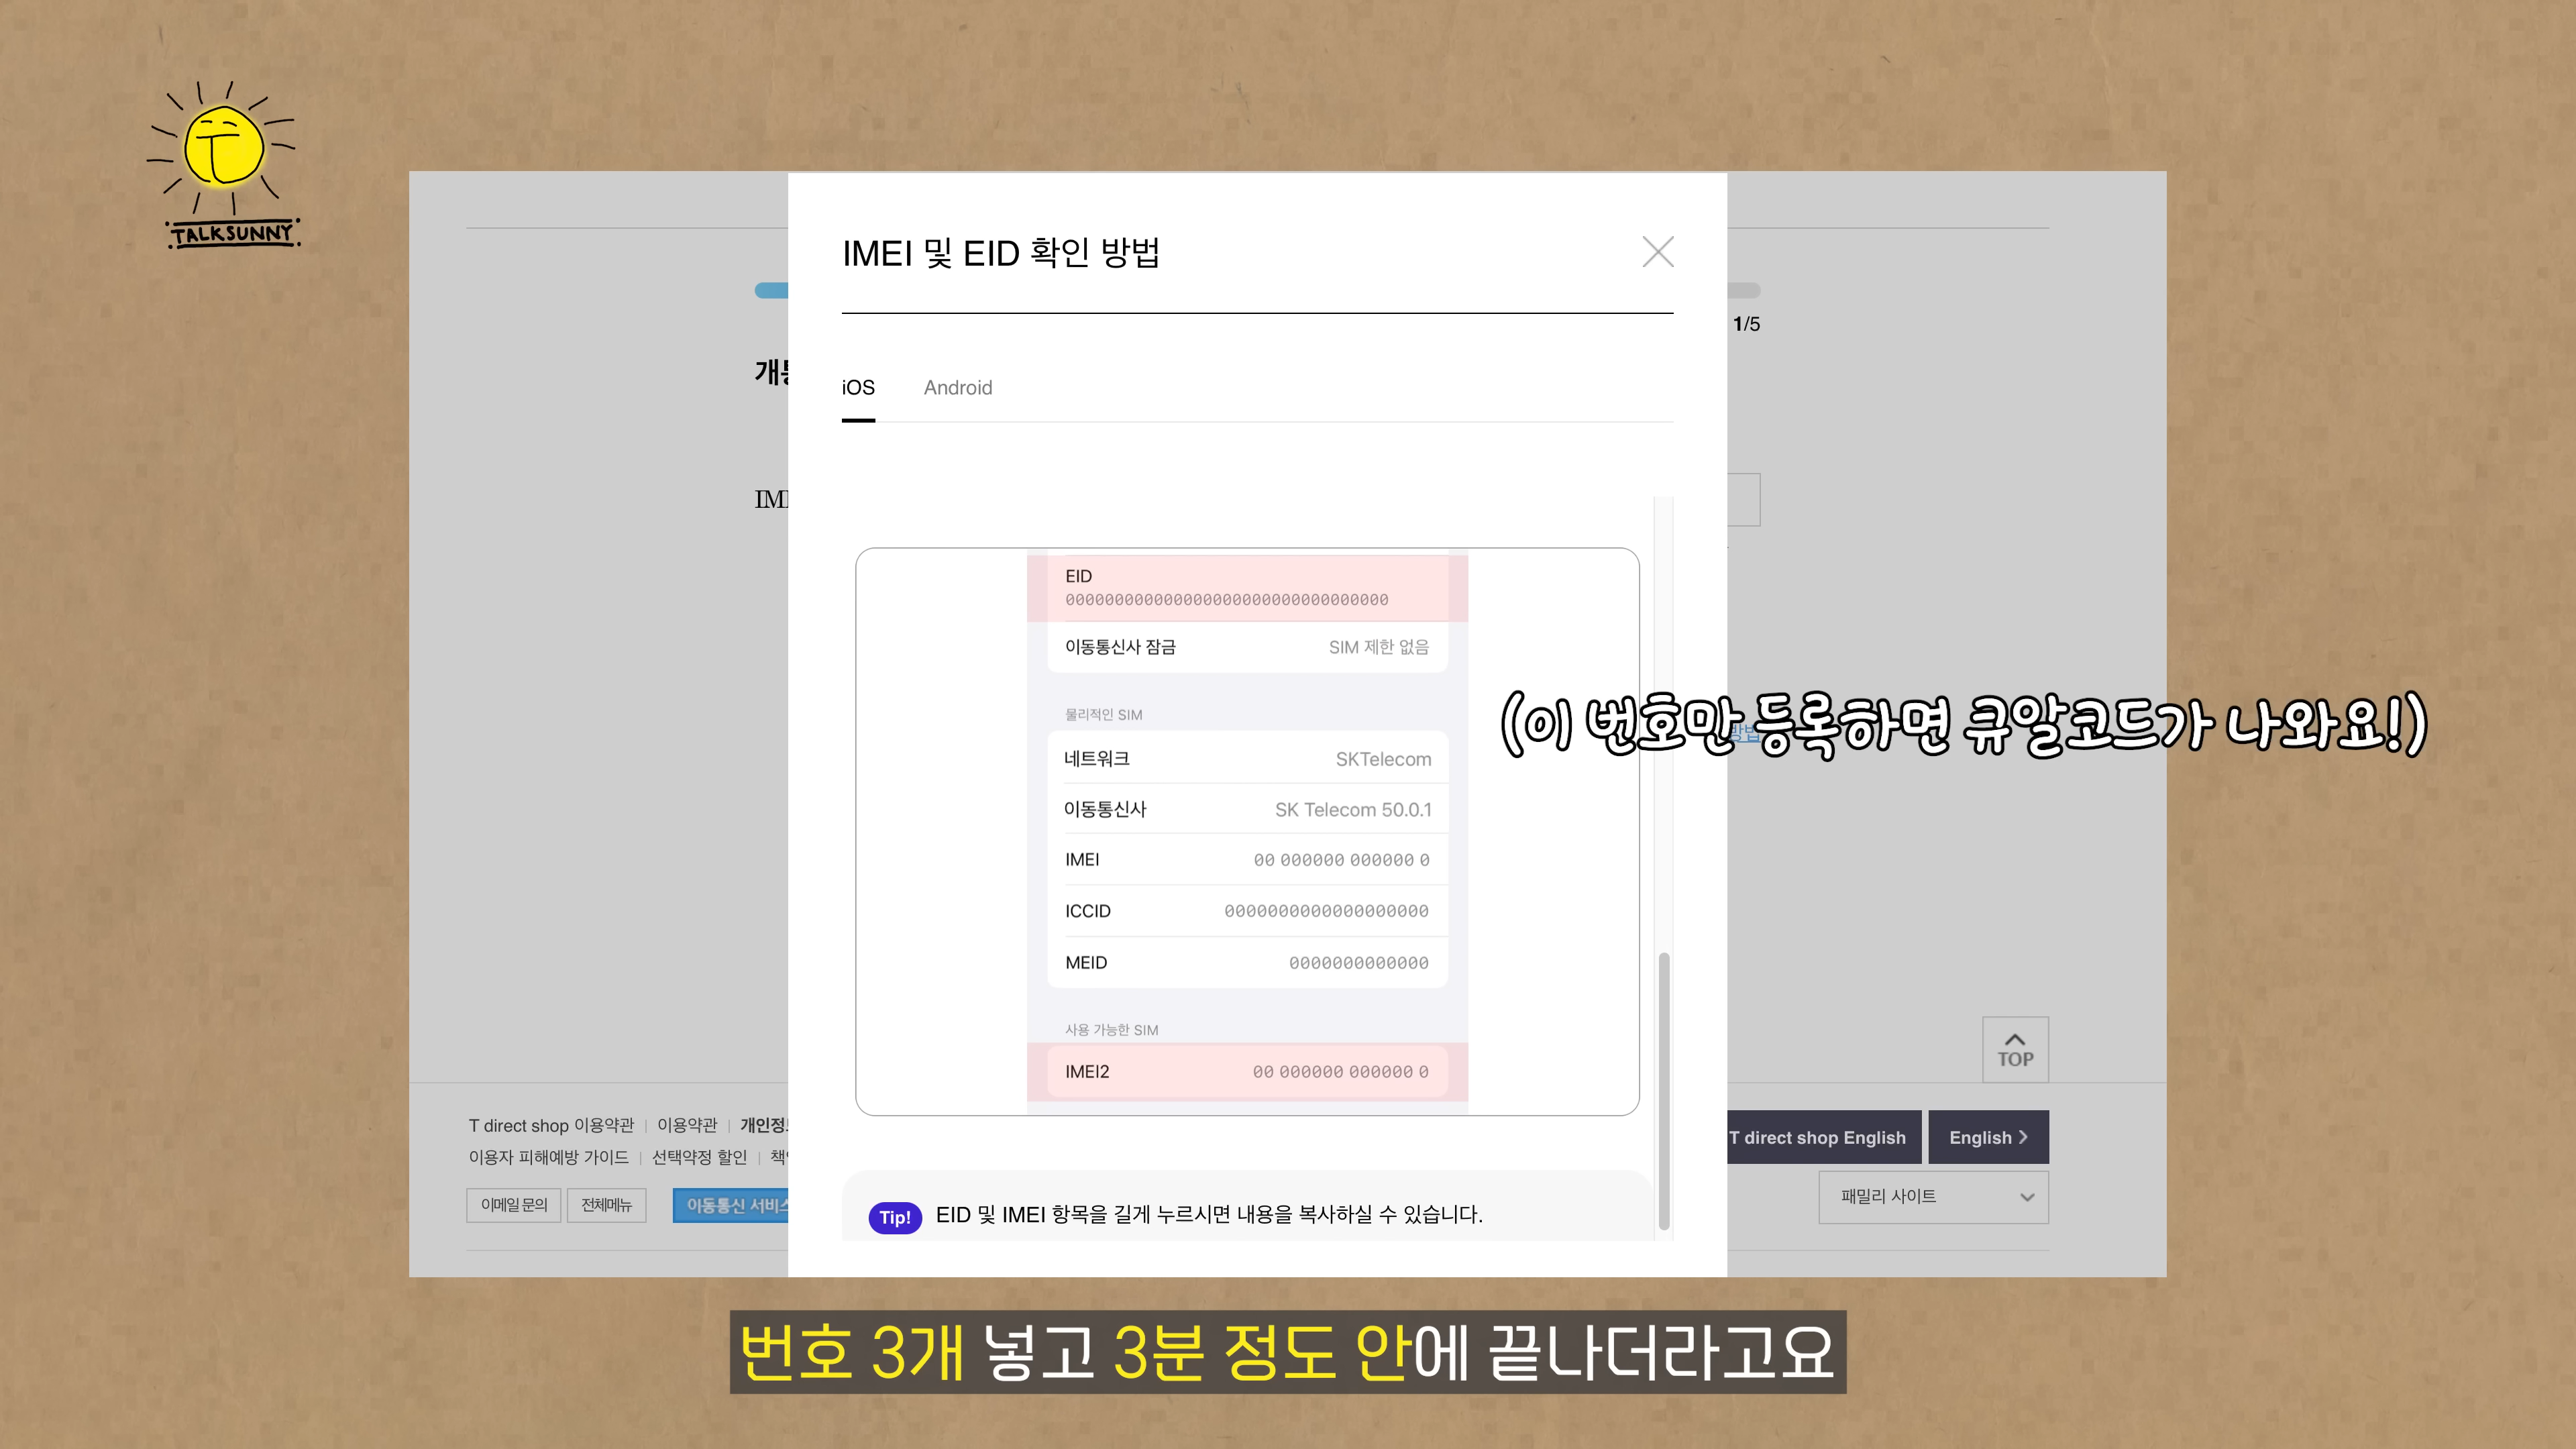 TALKSUNNY
IMEI 및 EID 확인 방법
1/5
iOS
Android
EID
00000000000000000000000000000000
이동통신사 잠금
SIM 제한 없음
물리적인 SIM
네트워크
SKTelecom
(이 번호만 등록하면 큐알코드가 나와요!)
이동통신사
SK Telecom 50.0.1
IMEI
00 000000 000000 0
ICCID
0000000000000000000
MEID
0000000000000
사용 가능한 SIM
IMEI2
00 000000 000000 0
TOP
T direct shop 이용약관
이용약관
T direct shop English
English
이용자 피해예방 가이드
선택약정 할인
이메일 문의
전체메뉴
이동통신
패밀리 사이트
Tip!
EID 및 IMEI 항목을 길게 누르시면 내용을 복사하실 수 있습니다.
번호 3개 넣고 3분 정도 안에 끝나더라고요